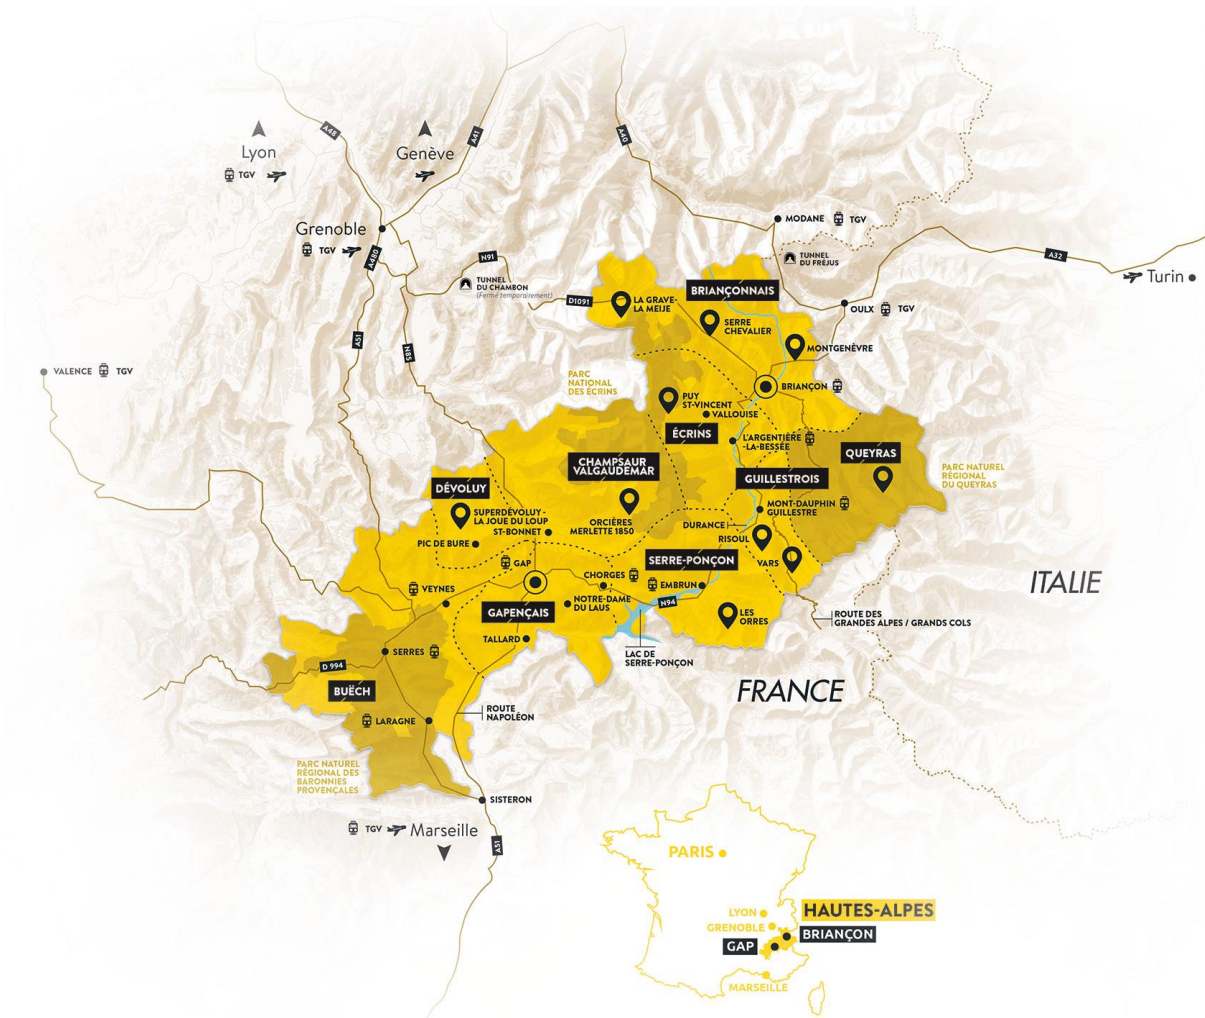 A48
A41
A40
Lyon
TGV
Genève
Grenoble
TGV
A480
MODANE
TGV
TUNNEL
DU FRÉJUS
A32
Turin
N91
TUNNEL
DU CHAMBON
(Fermé temporairement)
D1091
LA GRAVE-
LA MEIJE
BRIANÇONNAIS
SERRE
CHEVALIER
OULX
TGV
MONTGENÈVRE
A51
N85
VALENCE
TGV
PARC
NATIONAL
DES ÉCRINS
BRIANÇON
PUY
ST-VINCENT
VALLOUISE
ÉCRINS
L'ARGENTIÈRE
-LA-BESSÉE
QUEYRAS
CHAMPSAUR
VALGAUDEMAR
GUILLESTROIS
PARC NATUREL
RÉGIONAL
DU QUEYRAS
DÉVOLUY
SUPERDÉVOLUY-
LA JOUE DU LOUP
ST-BONNET
ORCIÈRES
MERLETTE 1850
MONT-DAUPHIN
GUILLESTRE
DURANCE
RISOUL
PIC DE BURE
VARS
SERRE-PONÇON
GAP
CHORGES
EMBRUN
VEYNES
NOTRE-DAME
DU LAUS
N94
GAPENÇAIS
LES
ORRES
ROUTE DES
GRANDES ALPES / GRANDS COLS
ITALIE
TALLARD
LAC DE
SERRE-PONÇON
SERRES
D 994
BUËCH
FRANCE
LARAGNE
ROUTE
NAPOLÉON
PARC NATUREL
RÉGIONAL DES
BARONNIES
PROVENÇALES
SISTERON
TGV
Marseille
A51
PARIS
LYON
HAUTES-ALPES
GRENOBLE
BRIANÇON
GAP
MARSEILLE